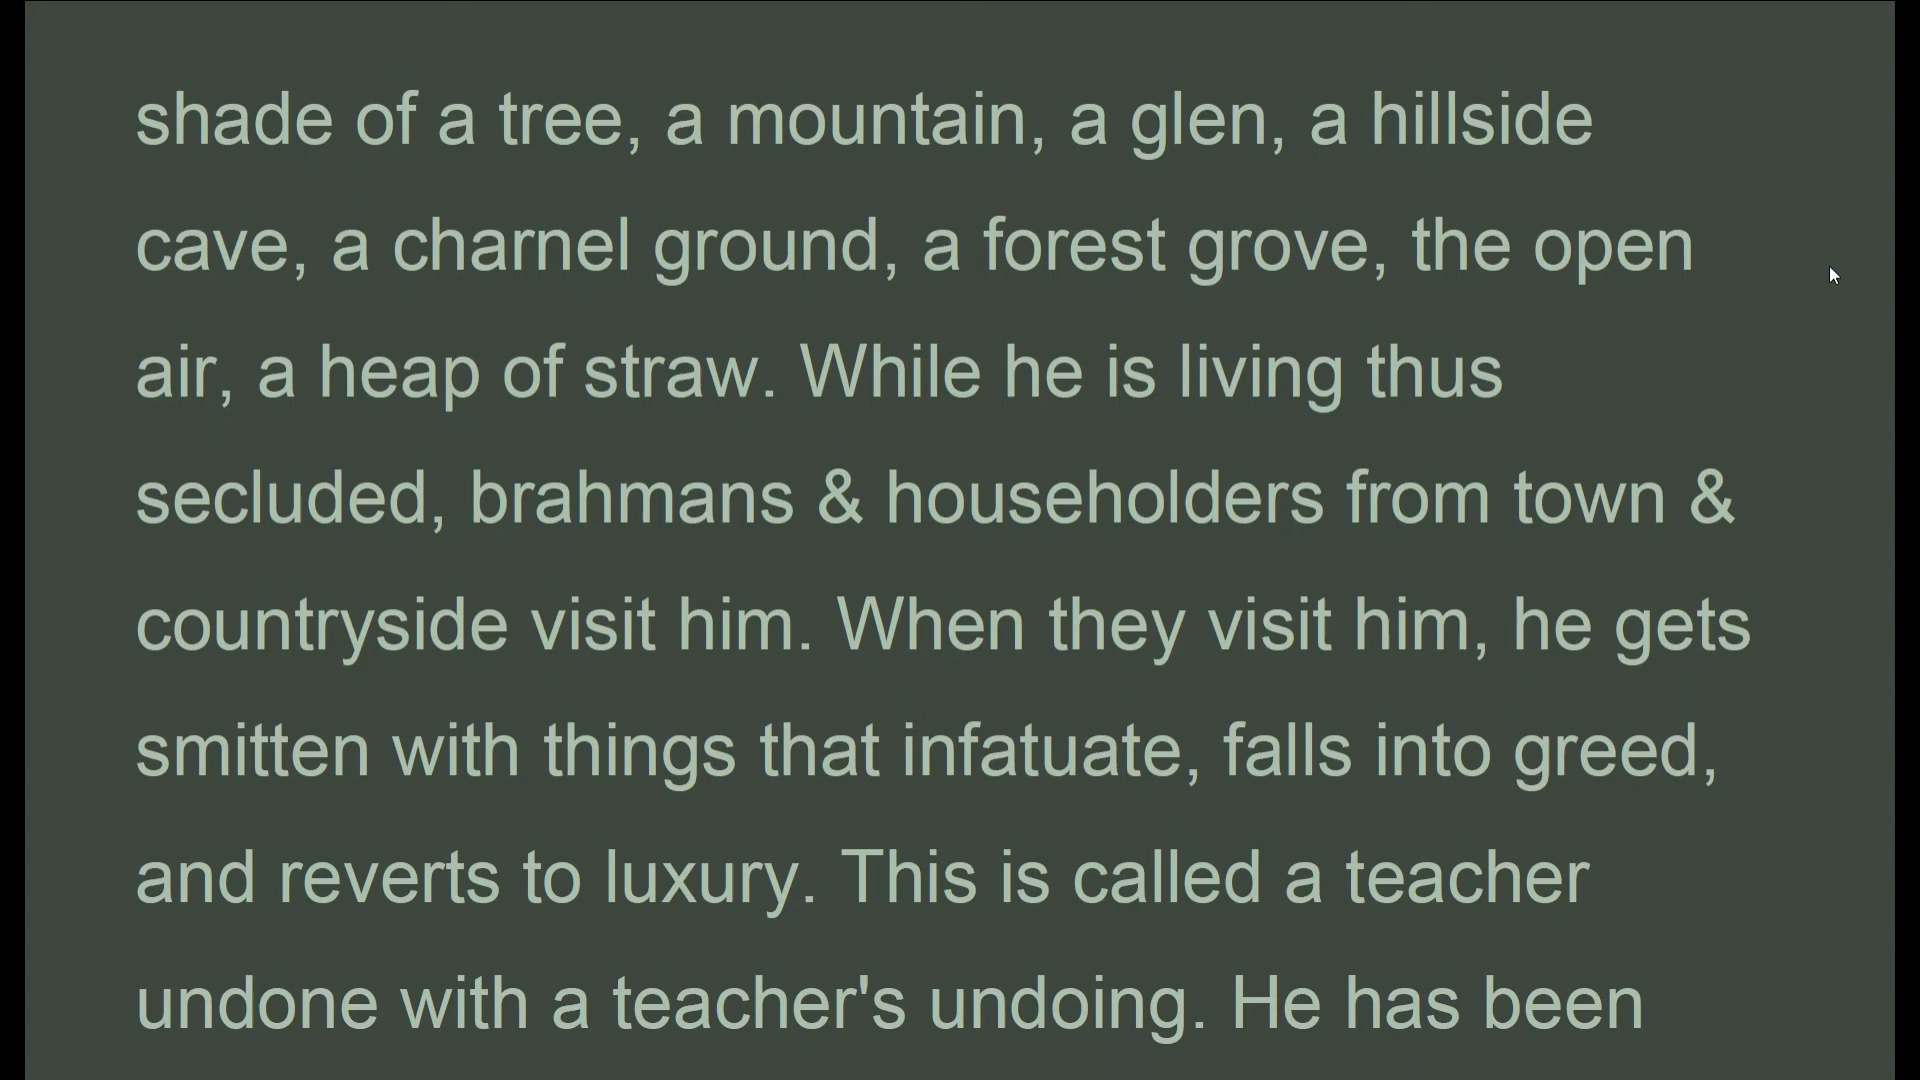 shade of a tree, a mountain, a glen, a hillside
cave, a charnel ground, a forest grove, the open
air, a heap of straw. While he is living thus
secluded, brahmans & householders from town &
countryside visit him. When they visit him, he gets
smitten with things that infatuate, falls into greed,
and reverts to luxury. This is called a teacher
undone with a teacher's undoing. He has been